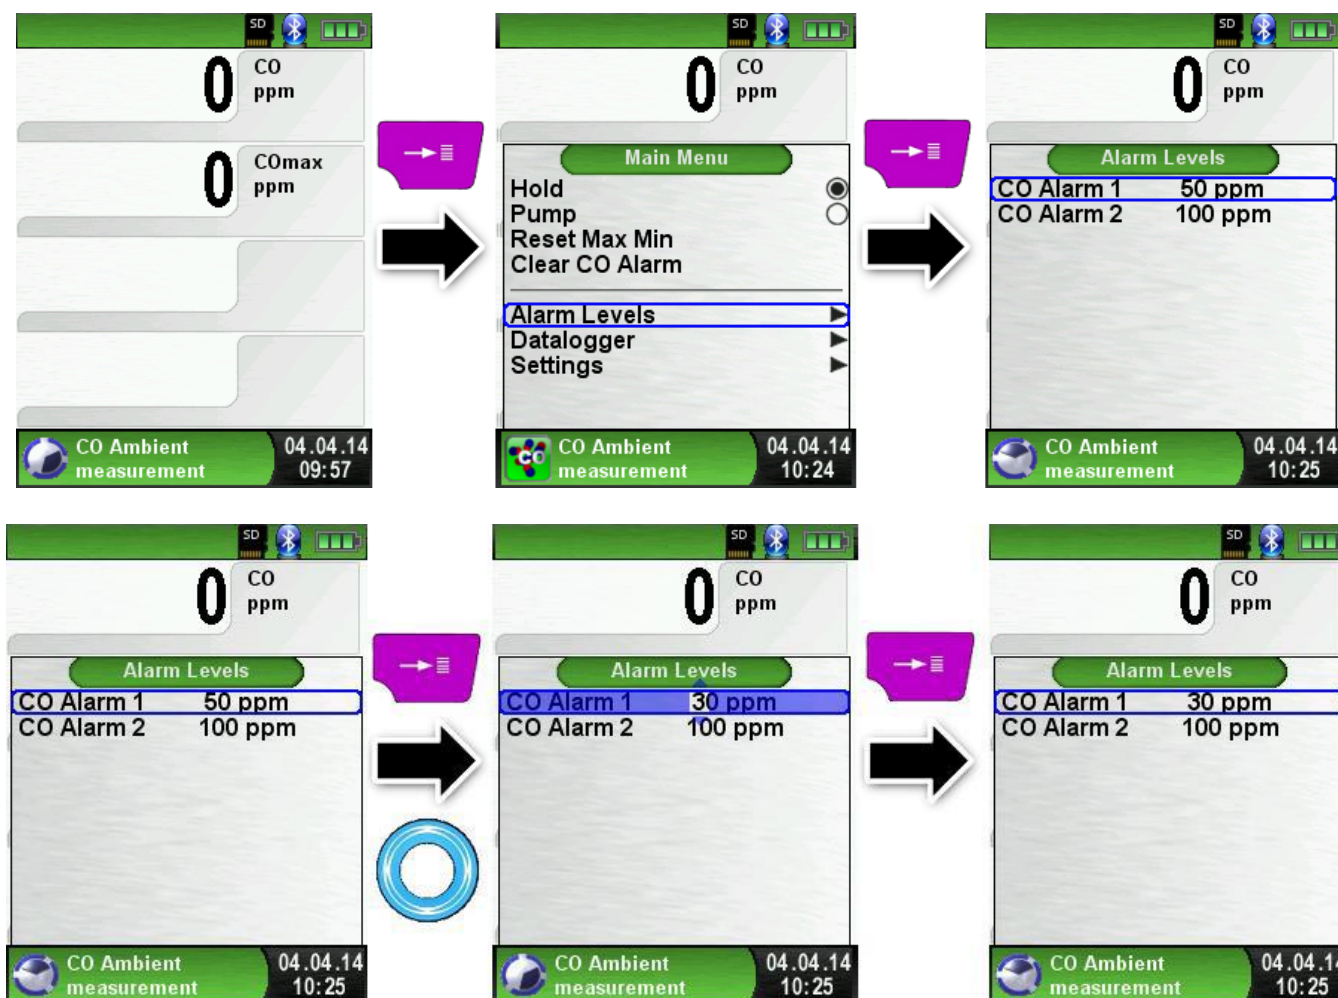 SD
0 CO ppm
0 COmax ppm
CO Ambient measurement
04.04.14 09:57
SD
0 CO ppm
Main Menu
Hold
Pump
Reset Max Min
Clear CO Alarm
Alarm Levels
Datalogger
Settings
CO
CO Ambient measurement
04.04.14 10:24
SD
0 CO ppm
Alarm Levels
CO Alarm 1 50 ppm
CO Alarm 2 100 ppm
CO Ambient measurement
04.04.14 10:25
SD
0 CO ppm
Alarm Levels
CO Alarm 1 50 ppm
CO Alarm 2 100 ppm
CO Ambient measurement
04.04.14 10:25
SD
0 CO ppm
Alarm Levels
CO Alarm 1 30 ppm
CO Alarm 2 100 ppm
CO Ambient measurement
04.04.14 10:25
SD
0 CO ppm
Alarm Levels
CO Alarm 1 30 ppm
CO Alarm 2 100 ppm
CO Ambient measurement
04.04.14 10:25